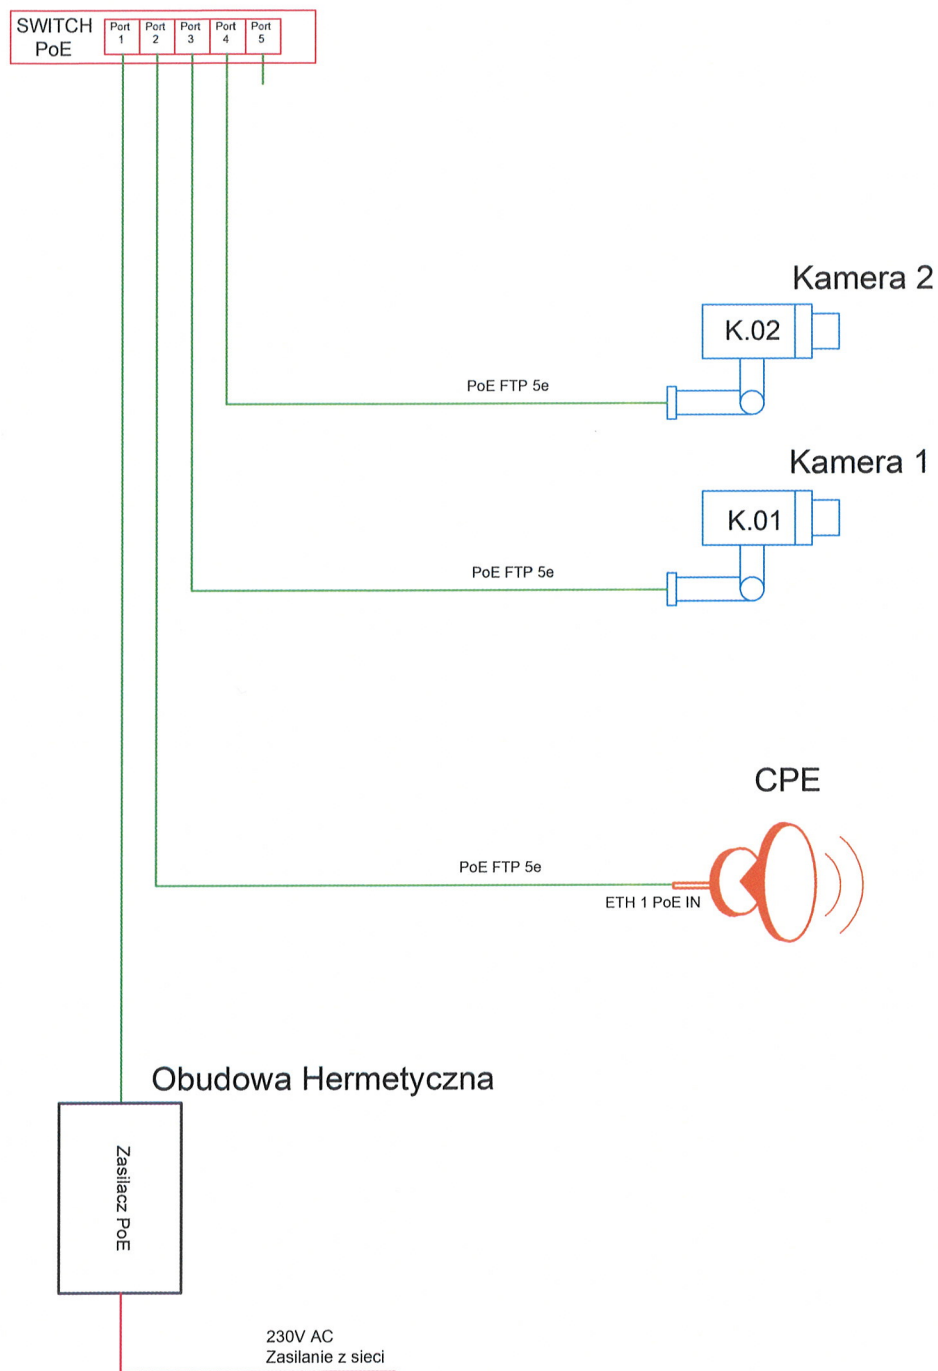 SWITCH
PoE
Port
1
Port
2
Port
3
Port
4
Port
5
Kamera 2
K.02
PoE FTP 5e
Kamera 1
K.01
PoE FTP 5e
CPE
PoE FTP 5e
ETH 1 PoE IN
Obudowa Hermetyczna
Zasilacz PoE
230V AC
Zasilanie z sieci